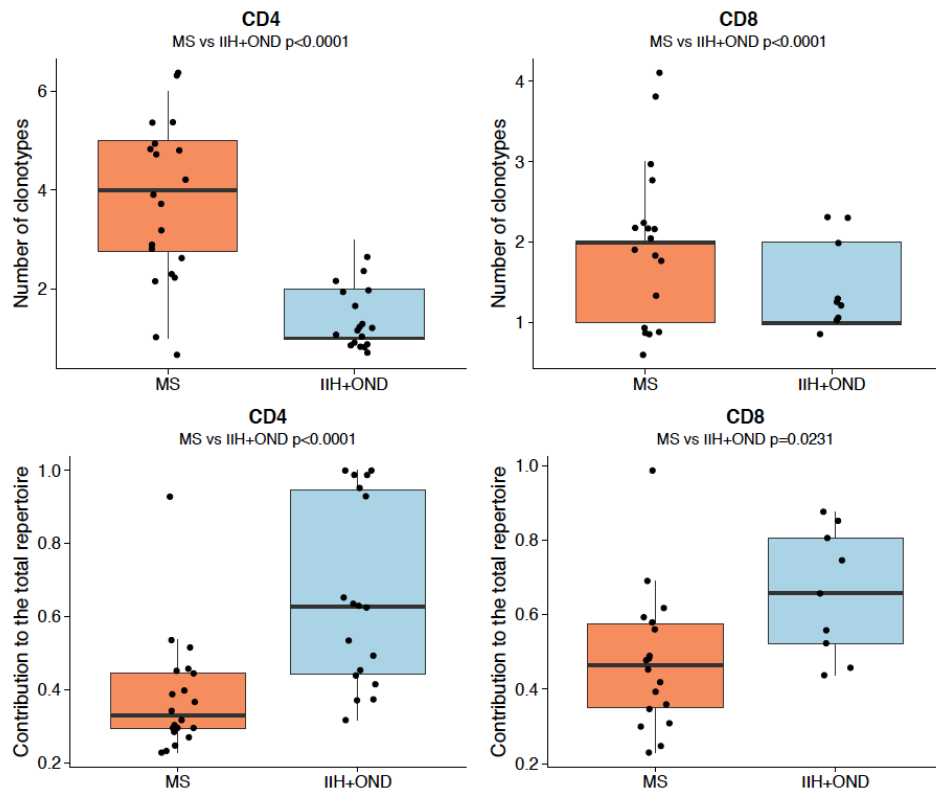 CD4
MS vs IIH+OND p<0.0001
Number of clonotypes
6
4
2
MS
IIH+OND
CD8
MS vs IIH+OND p<0.0001
Number of clonotypes
4
3
2
1
MS
IIH+OND
CD4
MS vs IIH+OND p<0.0001
Contribution to the total repertoire
1.0
0.8
0.6
0.4
0.2
MS
IIH+OND
CD8
MS vs IIH+OND p=0.0231
Contribution to the total repertoire
1.0
0.8
0.6
0.4
0.2
MS
IIH+OND